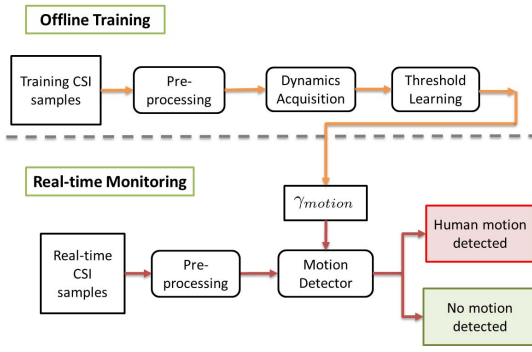 Offline Training
Training CSI
samples
Pre-
processing
Dynamics
Acquisition
Threshold
Learning
Real-time Monitoring
γmotion
Real-time
CSI
samples
Pre-
processing
Motion
Detector
Human motion
detected
No motion
detected